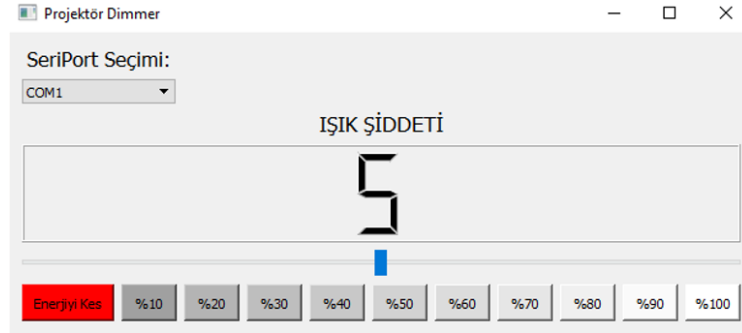 Projektör Dimmer
SeriPort Seçimi:
COM1
IŞIK ŞİDDETİ
5
Enerjiyi Kes %10 %20 %30 %40 %50 %60 %70 %80 %90 %100